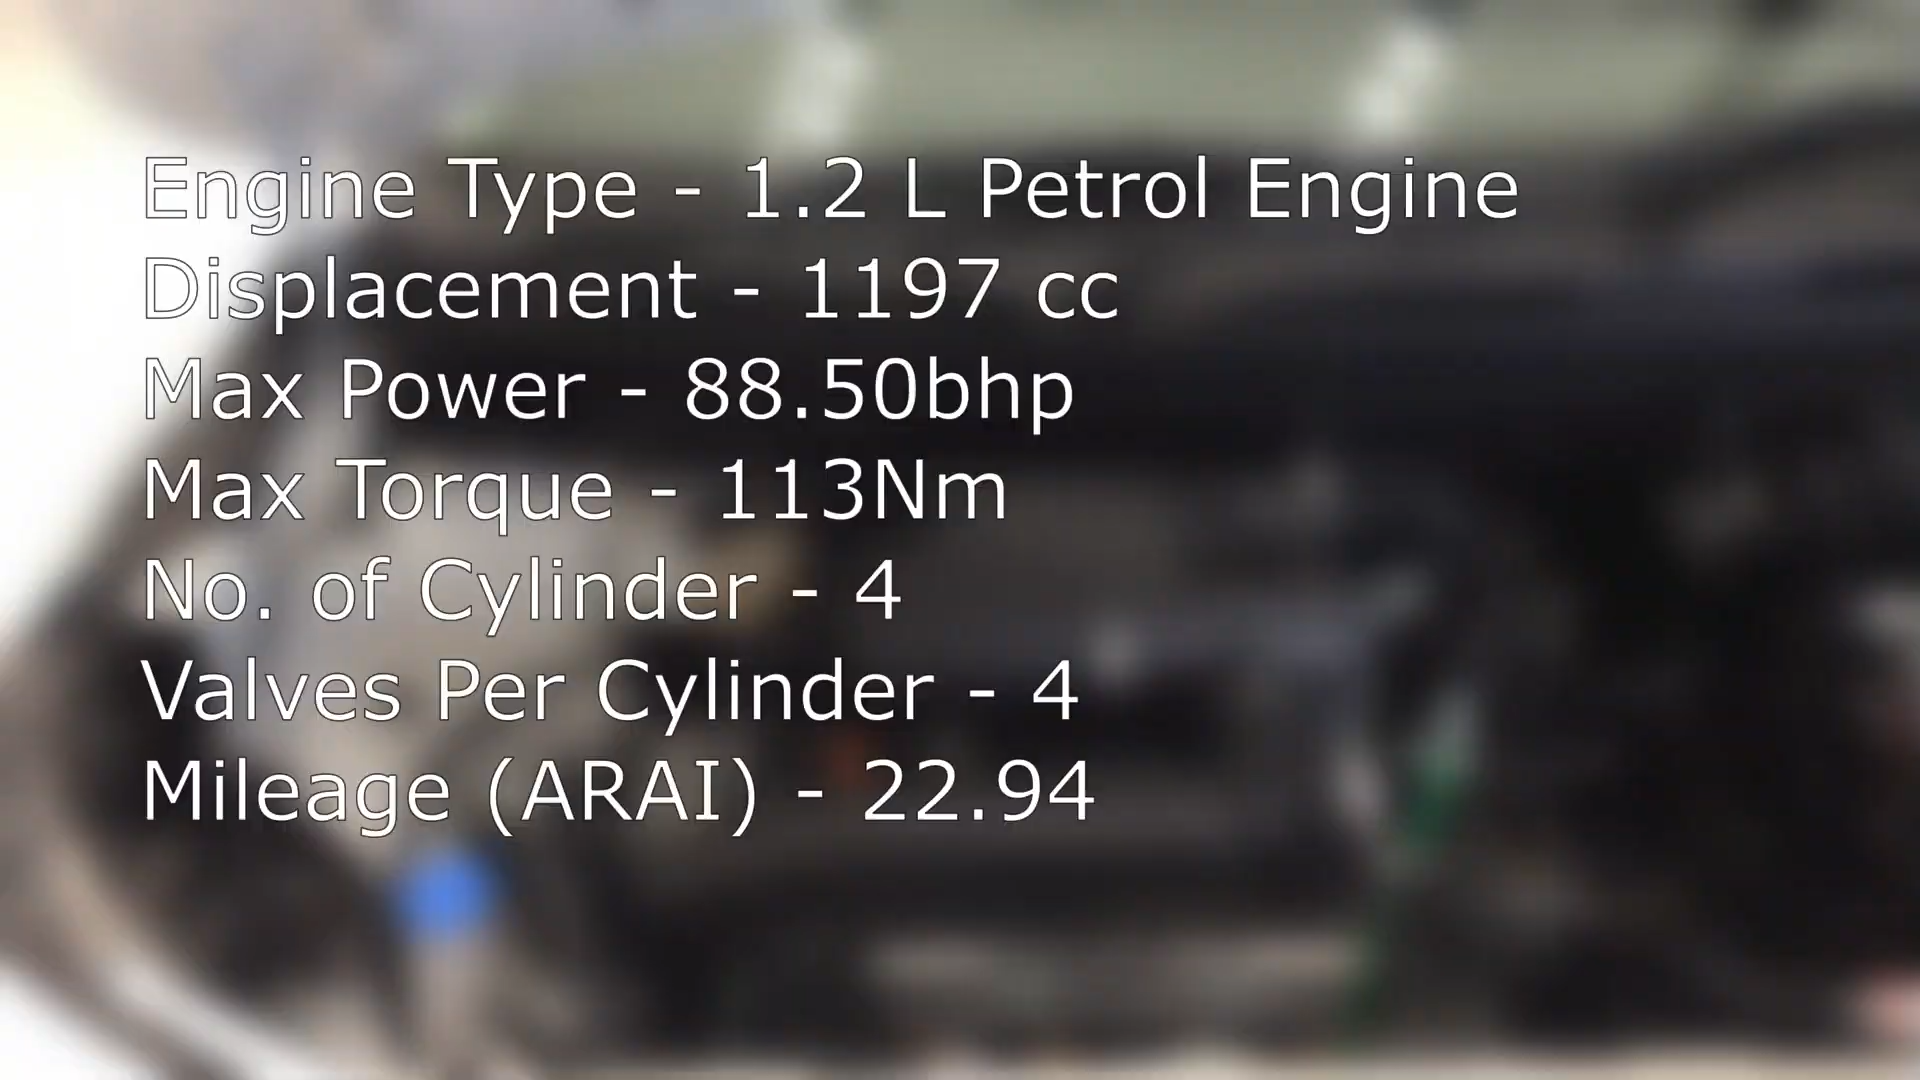 Engine Type - 1.2 L Petrol Engine
Displacement - 1197 cc
Max Power - 88.50bhp
Max Torque - 113Nm
No. of Cylinder - 4
Valves Per Cylinder - 4
Mileage (ARAI) - 22.94